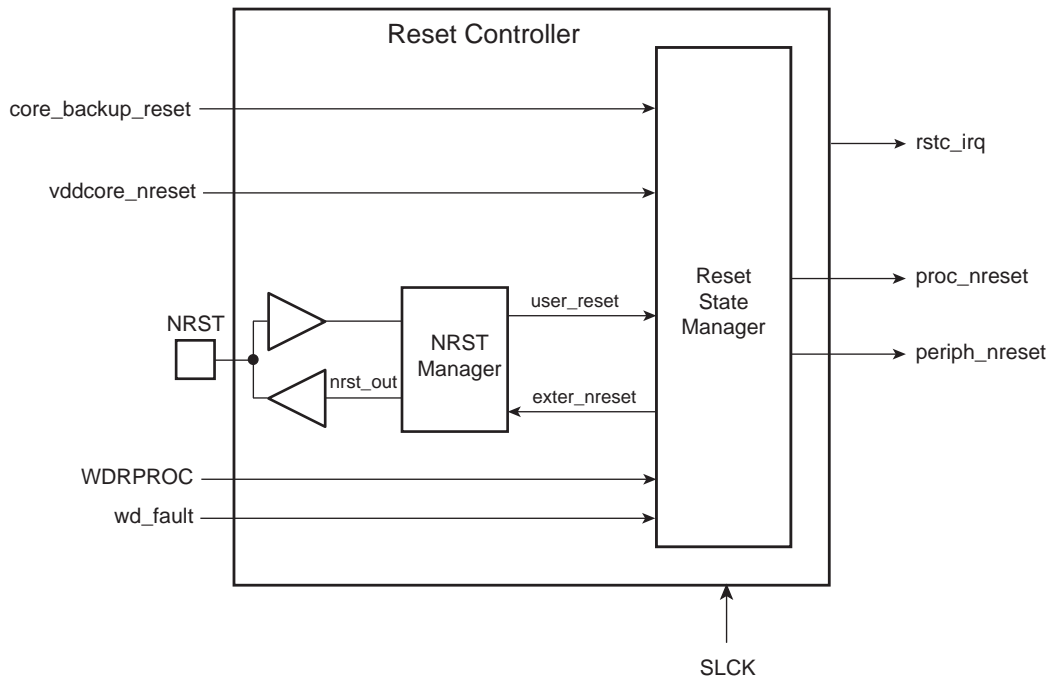 Reset Controller
core_backup_reset
rstc_irq
vddcore_nreset
Reset
State
Manager
proc_nreset
user_reset
NRST
NRST
Manager
periph_nreset
nrst_out
exter_nreset
WDRPROC
wd_fault
SLCK